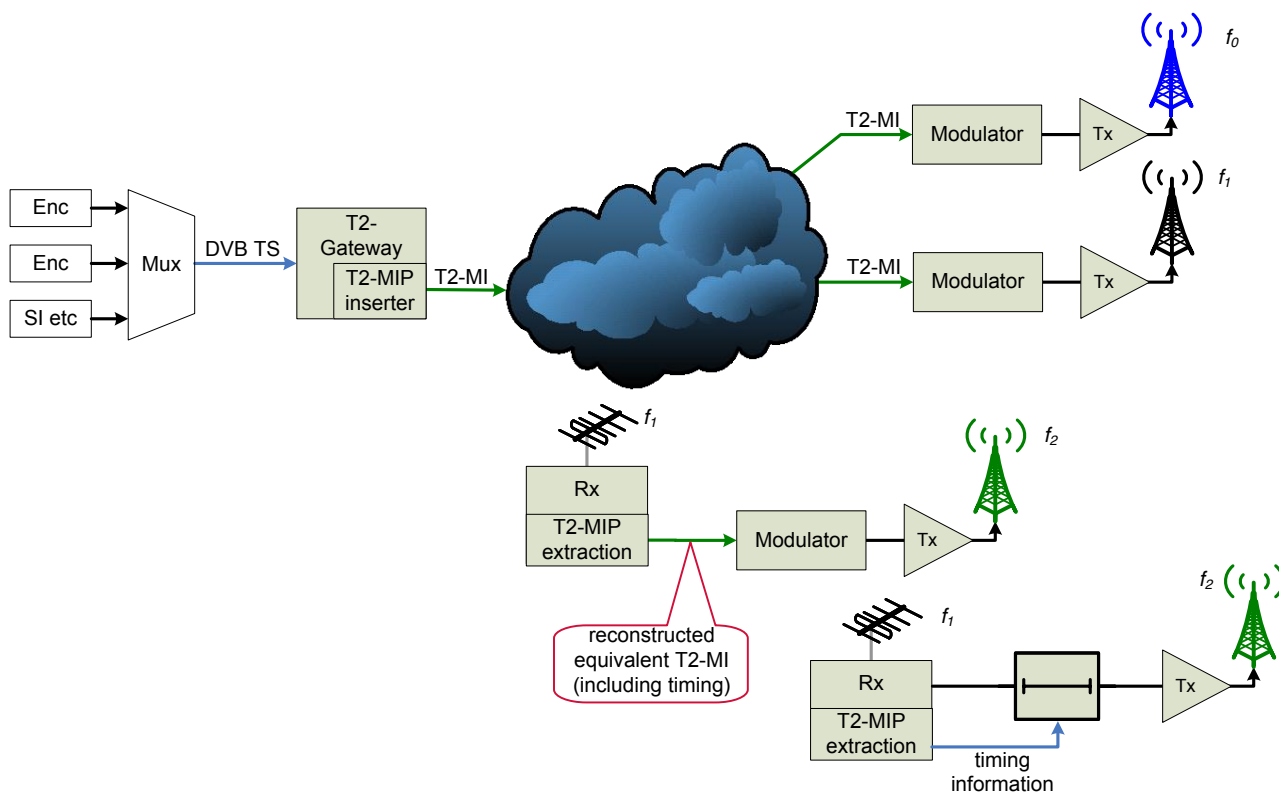 f0
T2-MI
Modulator
Tx
f1
Enc
Enc
SI etc
Mux
DVB TS
T2-
Gateway
T2-MIP
inserter
T2-MI
T2-MI
Modulator
Tx
f1
Rx
T2-MIP
extraction
Modulator
Tx
f2
reconstructed
equivalent T2-MI
(including timing)
f1
Rx
T2-MIP
extraction
timing
information
Tx
f2